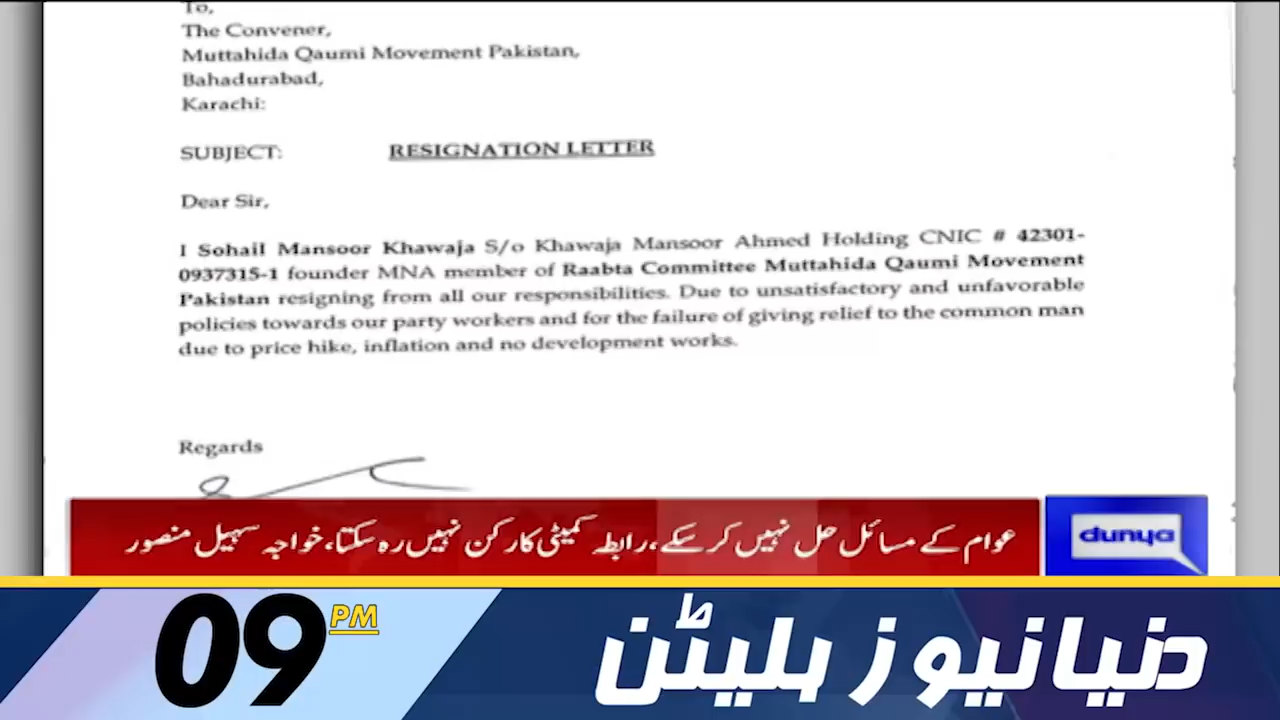 To,
The Convener,
Muttahida Qaumi Movement Pakistan,
Bahadurabad,
Karachi:
SUBJECT: RESIGNATION LETTER
Dear Sir,
I Sohail Mansoor Khawaja S/o Khawaja Mansoor Ahmed Holding CNIC # 42301-
0937315-1 founder MNA member of Raabta Committee Muttahida Qaumi Movement
Pakistan resigning from all our responsibilities. Due to unsatisfactory and unfavorable
policies towards our party workers and for the failure of giving relief to the common man
due to price hike, inflation and no development works.
Regards
عوام کے مسائل حل نہیں کر سکے، رابطہ کمیٹی کا رکن نہیں رہ سکتا، خواجہ سہیل منصور
dunya
09 PM
دنیا نیوز بلیٹن